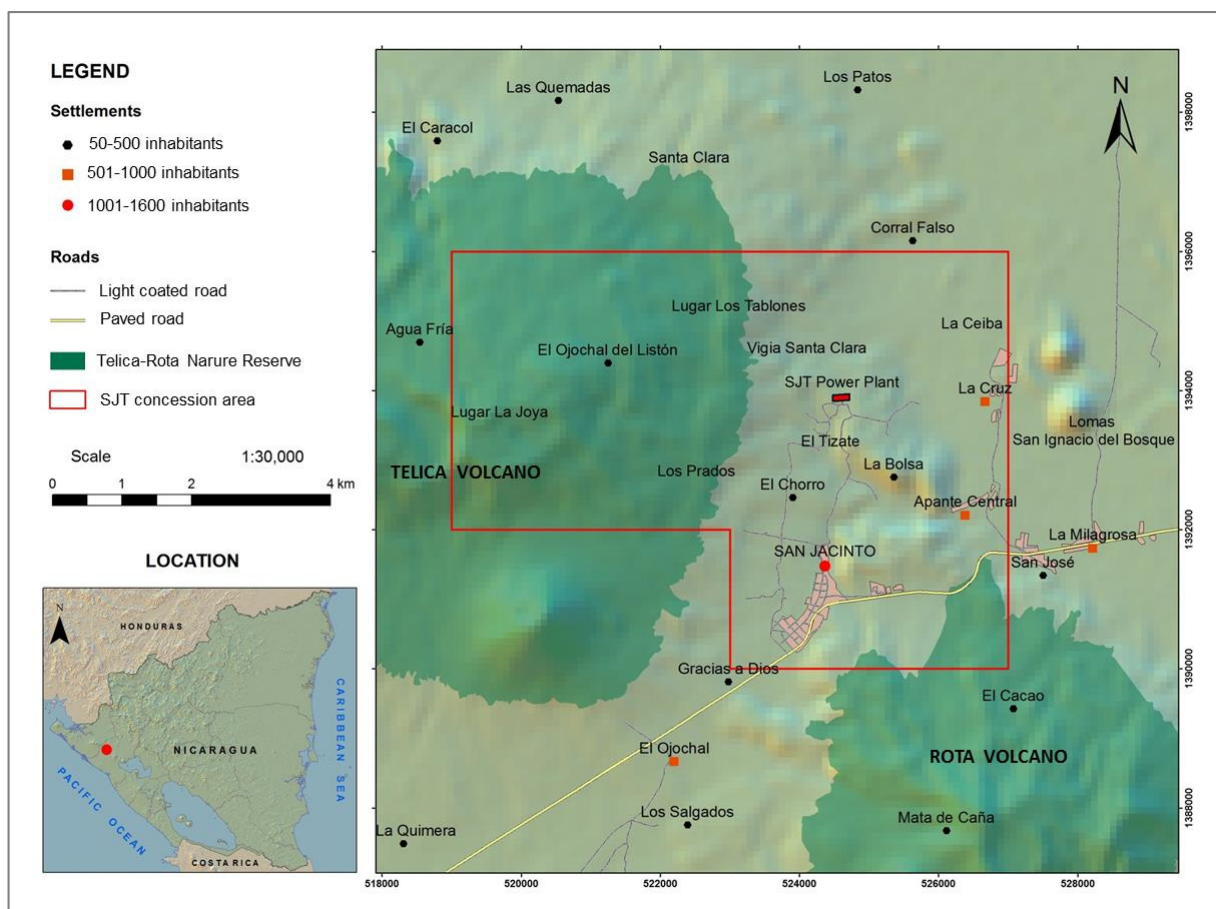 LEGEND
Settlements
50-500 inhabitants
501-1000 inhabitants
1001-1600 inhabitants
Roads
Light coated road
Paved road
Telica-Rota Narure Reserve
SJT concession area
Scale 1:30,000
0 1 2 4 km
LOCATION
N
HONDURAS
NICARAGUA
CARIBBEAN SEA
PACIFIC OCEAN
COSTA RICA
N
Las Quemadas
Los Patos
El Caracol
Santa Clara
Corral Falso
Lugar Los Tablones
La Ceiba
Agua Fría
El Ojochal del Listón
Vigia Santa Clara
SJT Power Plant
La Cruz
Lugar La Joya
Lomas
San Ignacio del Bosque
El Tizate
TELICA VOLCANO
Los Prados
La Bolsa
El Chorro
Apante Central
La Milagrosa
SAN JACINTO
San José
Gracias a Dios
El Cacao
El Ojochal
ROTA VOLCANO
Los Salgados
Mata de Caña
La Quimera
1398000
1396000
1394000
1392000
1390000
1388000
518000 520000 522000 524000 526000 528000